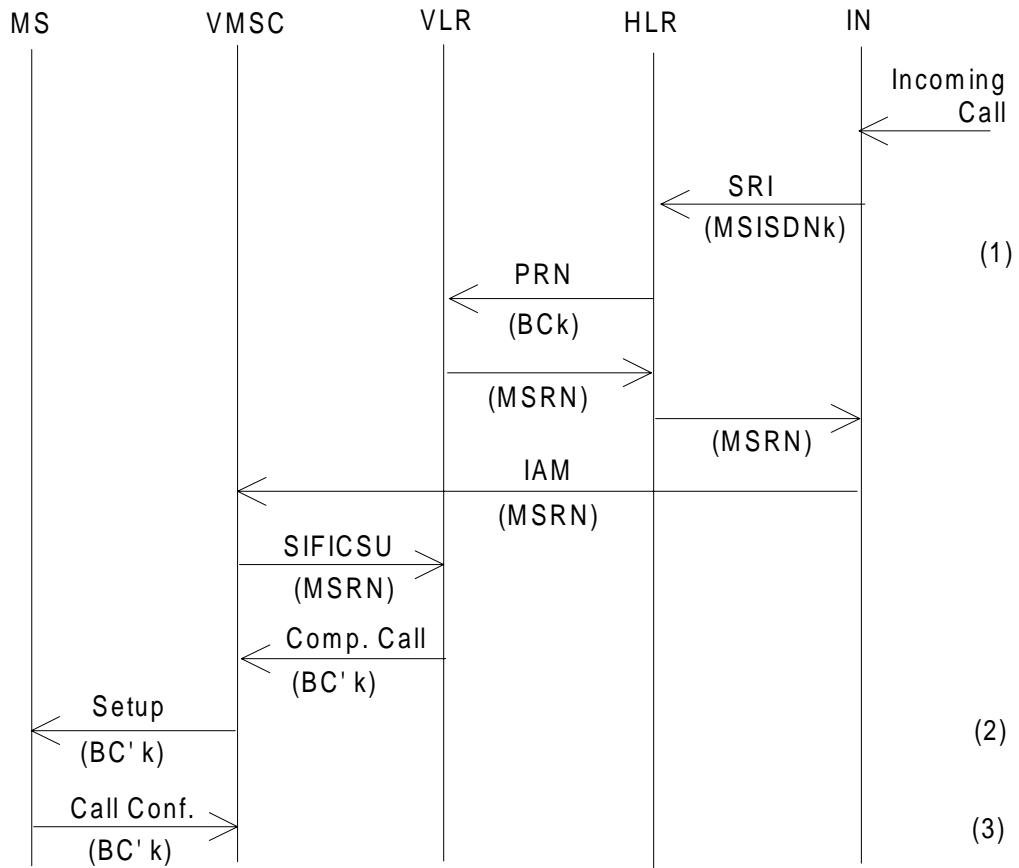 MS VMSC VLR HLR IN
Incoming
Call
SRI
(MSISDNk)
(1)
PRN
(BCk)
(MSRN)
(MSRN)
IAM
(MSRN)
SIFICSU
(MSRN)
Comp. Call
(BC'k)
Setup
(BC'k)
(2)
Call Conf.
(BC'k)
(3)